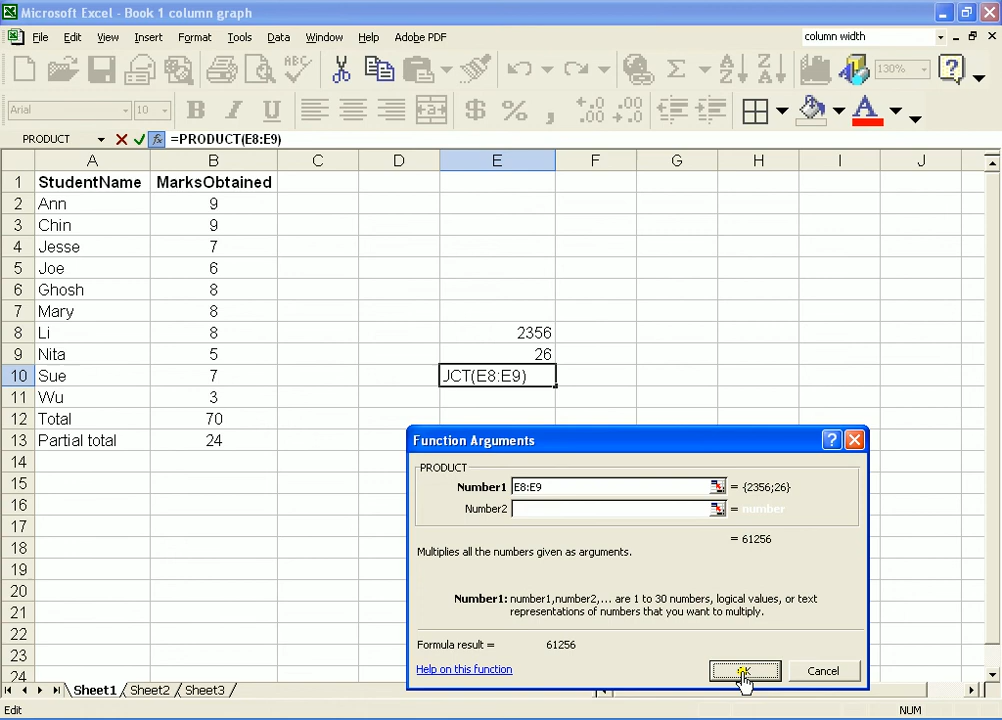 Microsoft Excel - Book 1 column graph
File Edit View Insert Format Tools Data Window Help Adobe PDF column width
ABC Σ A Z Z A 130% ?
Arial 10 B I U a $ % , ←.0 .00 .00 →.0 A
PRODUCT fx =PRODUCT(E8:E9)
A B C D E F G H I J
1 StudentName MarksObtained
2 Ann 9
3 Chin 9
4 Jesse 7
5 Joe 6
6 Ghosh 8
7 Mary 8
8 Li 8 2356
9 Nita 5 26
10 Sue 7 JCT(E8:E9)
11 Wu 3
12 Total 70
13 Partial total 24
14
15
16
17
18
19
20
21
22
23
24
Function Arguments ?
PRODUCT
Number1 E8:E9 = {2356;26}
Number2 = number
= 61256
Multiplies all the numbers given as arguments.
Number1: number1,number2,... are 1 to 30 numbers, logical values, or text
representations of numbers that you want to multiply.
Formula result = 61256
Help on this function OK Cancel
Sheet1 Sheet2 Sheet3
Edit NUM